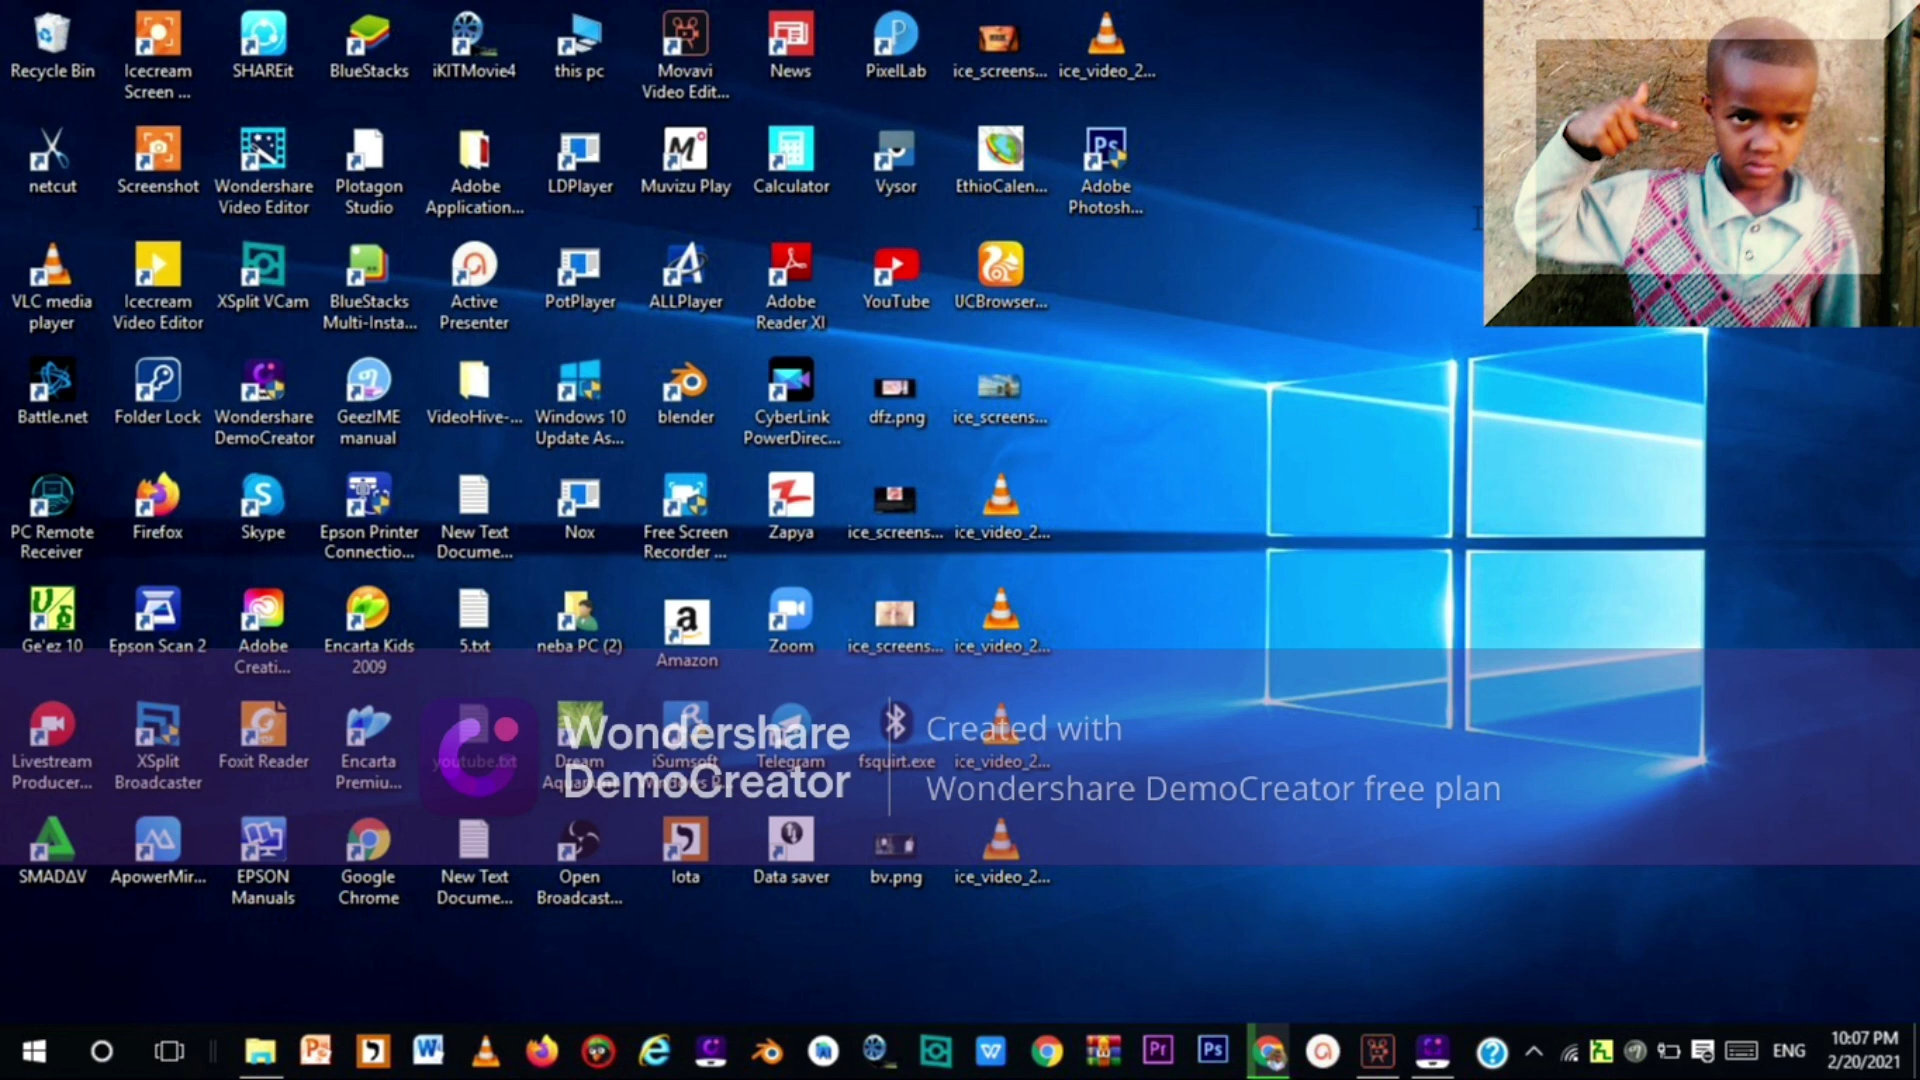 Recycle Bin
Icecream
Screen ...
SHAREit
BlueStacks
iKITMovie4
this pc
Movavi
Video Edit...
News
PixelLab
ice_screens...
ice_video_2...
netcut
Screenshot
Wondershare
Video Editor
Plotagon
Studio
Adobe
Application...
LDPlayer
Muvizu Play
Calculator
Vysor
EthioCalen...
Adobe
Photosh...
VLC media
player
Icecream
Video Editor
XSplit VCam
BlueStacks
Multi-Insta...
Active
Presenter
PotPlayer
ALLPlayer
Adobe
Reader XI
YouTube
UCBrowser...
Battle.net
Folder Lock
Wondershare
DemoCreator
GeezIME
manual
VideoHive-...
Windows 10
Update As...
blender
CyberLink
PowerDirec...
dfz.png
ice_screens...
PC Remote
Receiver
Firefox
Skype
Epson Printer
Connectio...
New Text
Docume...
Nox
Free Screen
Recorder ...
Zapya
ice_screens...
ice_video_2...
Ge'ez 10
Epson Scan 2
Adobe
Creati...
Encarta Kids
2009
5.txt
neba PC (2)
Amazon
Zoom
ice_screens...
ice_video_2...
Livestream
Producer...
XSplit
Broadcaster
Foxit Reader
Encarta
Premiu...
youtube.txt
Dream
iSumsoft
Telegram
fsquirt.exe
ice_video_2...
Wondershare
DemoCreator
Created with
Wondershare DemoCreator free plan
SMADΔV
ApowerMir...
EPSON
Manuals
Google
Chrome
New Text
Docume...
Open
Broadcast...
Iota
Data saver
bv.png
ice_video_2...
ENG
10:07 PM
2/20/2021